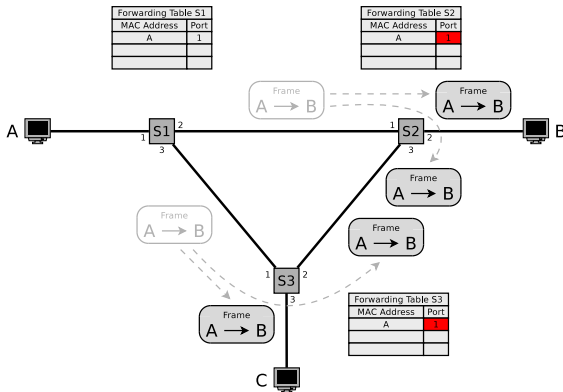 Forwarding Table S1
MAC Address Port
A 1
Forwarding Table S2
MAC Address Port
A 1
Frame
A → B
Frame
A → B
A
S1
1
2
3
S2
1
2
3
B
Frame
A → B
Frame
A → B
Frame
A → B
S3
1
2
3
Frame
A → B
Forwarding Table S3
MAC Address Port
A 1
C